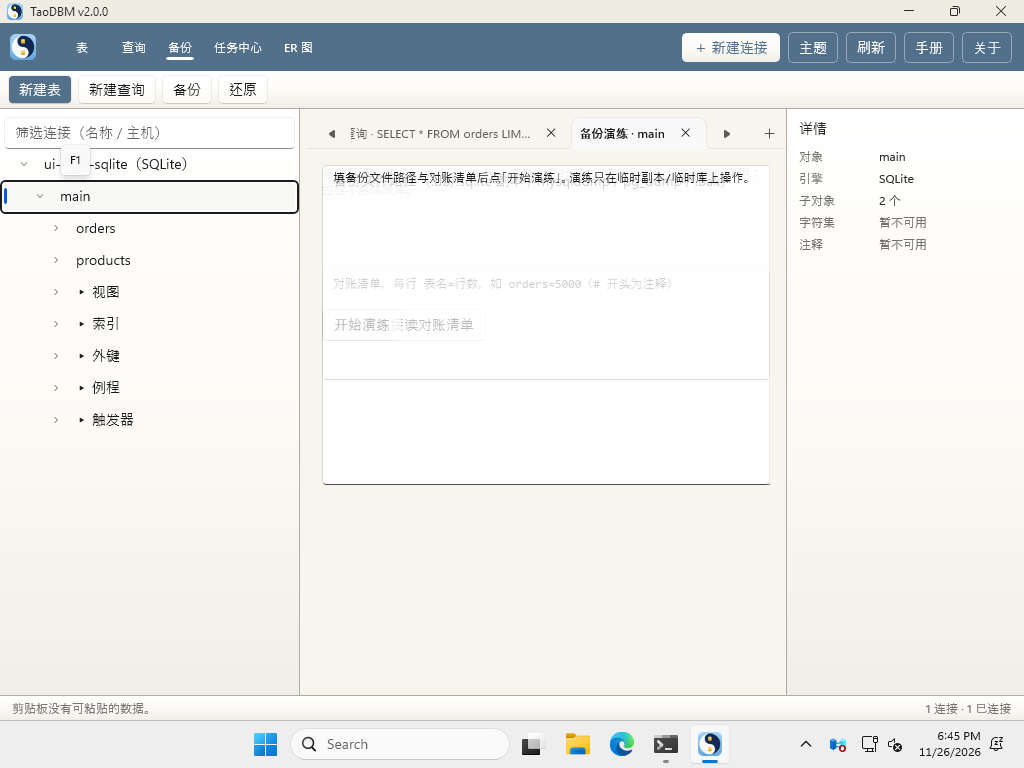 TaoDBM v2.0.0
表
查询
备份
任务中心
ER 图
+ 新建连接
主题
刷新
手册
关于
新建表
新建查询
备份
还原
筛选连接（名称 / 主机）
-sqlite（SQLite）
F1
main
orders
products
视图
索引
外键
例程
触发器
查询 · SELECT * FROM orders LIM...
备份演练 · main
填备份文件路径与对账清单后点「开始演练」。演练只在临时副本/临时库上操作。
对账清单，每行 表名=行数，如 orders=5000（# 开头为注释）
开始演练
读对账清单
详情
对象 main
引擎 SQLite
子对象 2 个
字符集 暂不可用
注释 暂不可用
剪贴板没有可粘贴的数据。
1 连接 · 1 已连接
Search
6:45 PM
11/26/2026